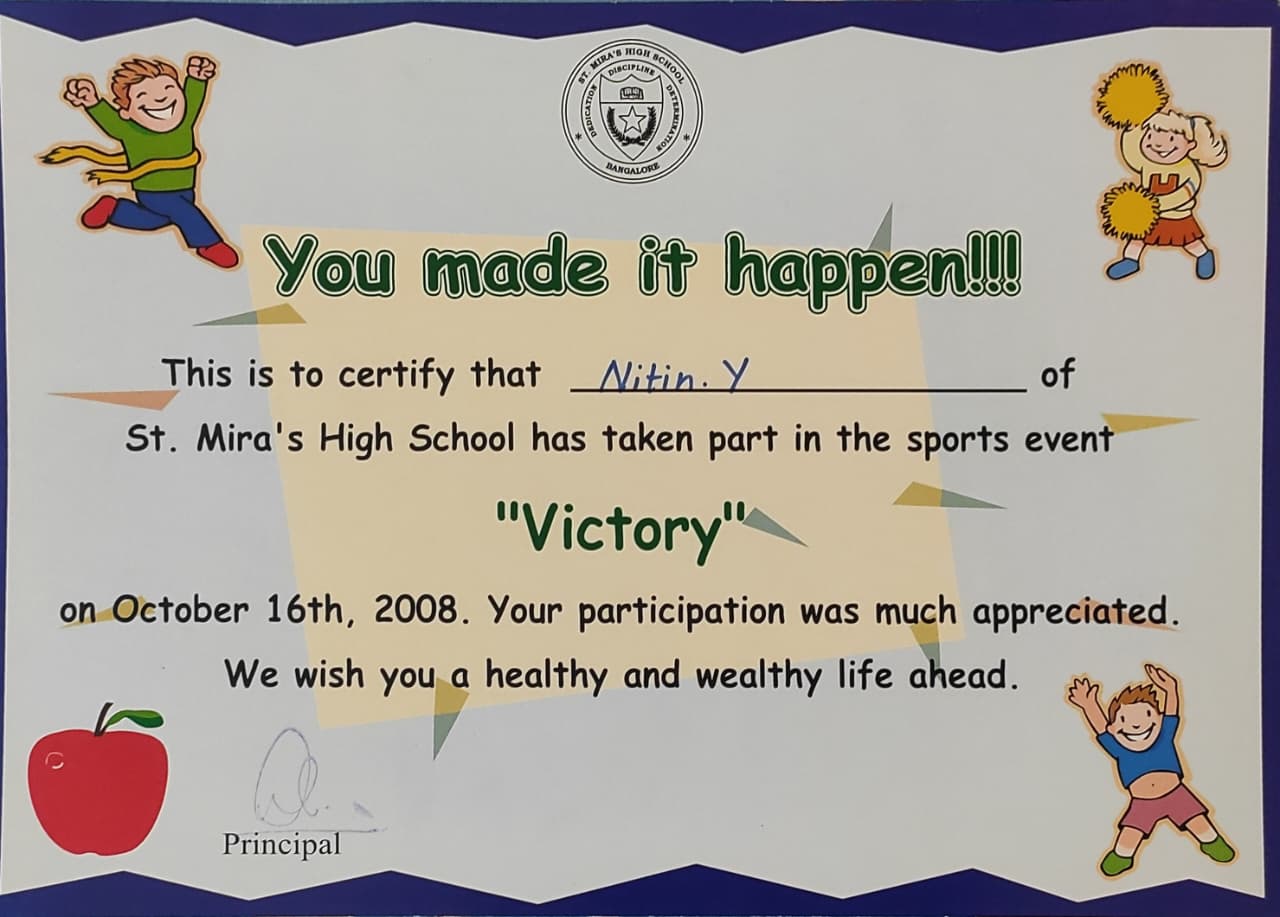 ST. MIRA'S HIGH SCHOOL
DISCIPLINE
DEDICATION
DETERMINATION
BANGALORE
You made it happen!!!
This is to certify that Nitin. Y of
St. Mira's High School has taken part in the sports event
"Victory"
on October 16th, 2008. Your participation was much appreciated.
We wish you a healthy and wealthy life ahead.
Principal